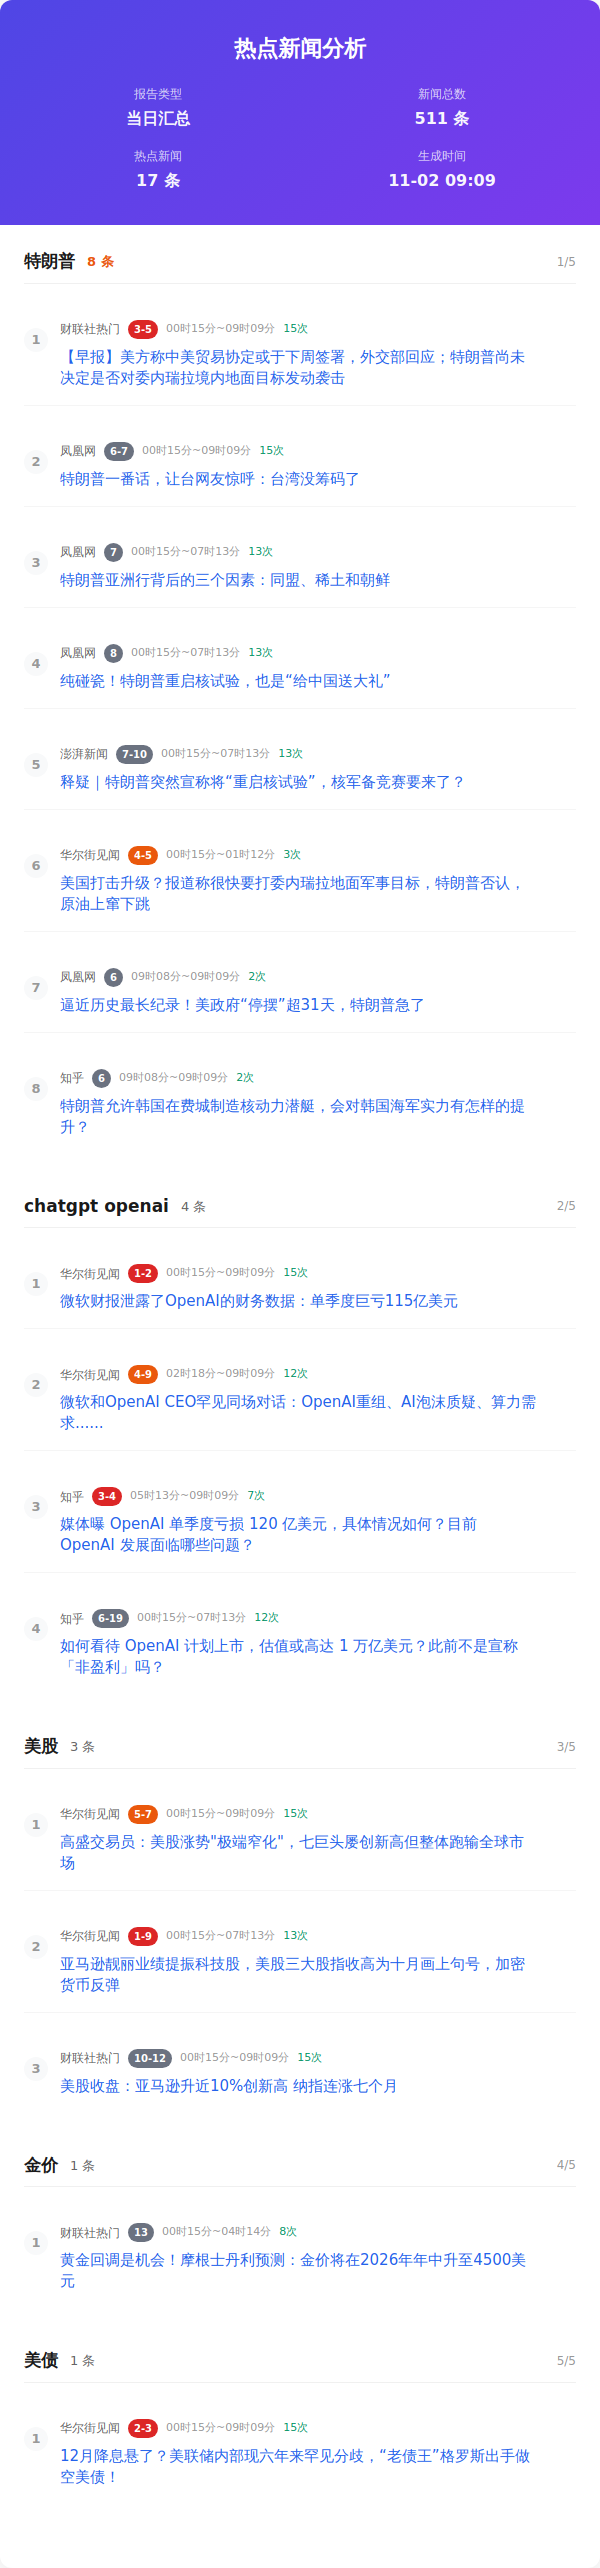 热点新闻分析
报告类型
当日汇总
新闻总数
511 条
热点新闻
17 条
生成时间
11-02 09:09
特朗普 8 条 1/5
1
财联社热门 3-5 00时15分~09时09分 15次
【早报】美方称中美贸易协定或于下周签署，外交部回应；特朗普尚未
决定是否对委内瑞拉境内地面目标发动袭击
2
凤凰网 6-7 00时15分~09时09分 15次
特朗普一番话，让台网友惊呼：台湾没筹码了
3
凤凰网 7 00时15分~07时13分 13次
特朗普亚洲行背后的三个因素：同盟、稀土和朝鲜
4
凤凰网 8 00时15分~07时13分 13次
纯碰瓷！特朗普重启核试验，也是“给中国送大礼”
5
澎湃新闻 7-10 00时15分~07时13分 13次
释疑｜特朗普突然宣称将“重启核试验”，核军备竞赛要来了？
6
华尔街见闻 4-5 00时15分~01时12分 3次
美国打击升级？报道称很快要打委内瑞拉地面军事目标，特朗普否认，
原油上窜下跳
7
凤凰网 6 09时08分~09时09分 2次
逼近历史最长纪录！美政府“停摆”超31天，特朗普急了
8
知乎 6 09时08分~09时09分 2次
特朗普允许韩国在费城制造核动力潜艇，会对韩国海军实力有怎样的提
升？
chatgpt openai 4 条 2/5
1
华尔街见闻 1-2 00时15分~09时09分 15次
微软财报泄露了OpenAI的财务数据：单季度巨亏115亿美元
2
华尔街见闻 4-9 02时18分~09时09分 12次
微软和OpenAI CEO罕见同场对话：OpenAI重组、AI泡沫质疑、算力需
求……
3
知乎 3-4 05时13分~09时09分 7次
媒体曝 OpenAI 单季度亏损 120 亿美元，具体情况如何？目前
OpenAI 发展面临哪些问题？
4
知乎 6-19 00时15分~07时13分 12次
如何看待 OpenAI 计划上市，估值或高达 1 万亿美元？此前不是宣称
「非盈利」吗？
美股 3 条 3/5
1
华尔街见闻 5-7 00时15分~09时09分 15次
高盛交易员：美股涨势"极端窄化"，七巨头屡创新高但整体跑输全球市
场
2
华尔街见闻 1-9 00时15分~07时13分 13次
亚马逊靓丽业绩提振科技股，美股三大股指收高为十月画上句号，加密
货币反弹
3
财联社热门 10-12 00时15分~09时09分 15次
美股收盘：亚马逊升近10%创新高 纳指连涨七个月
金价 1 条 4/5
1
财联社热门 13 00时15分~04时14分 8次
黄金回调是机会！摩根士丹利预测：金价将在2026年年中升至4500美
元
美债 1 条 5/5
1
华尔街见闻 2-3 00时15分~09时09分 15次
12月降息悬了？美联储内部现六年来罕见分歧，“老债王”格罗斯出手做
空美债！